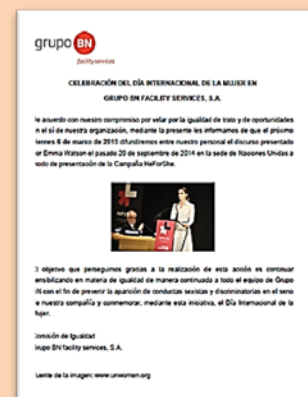 grupo BN
facility services
CELEBRACIÓN DEL DÍA INTERNACIONAL DE LA MUJER EN
GRUPO BN FACILITY SERVICES, S.A.
e acuerdo con nuestro compromiso por velar por la igualdad de trato y de oportunidades
n el sí de nuestra organización, mediante la presente les informamos de que el próximo
iernes 6 de marzo de 2015 difundiremos entre nuestro personal el discurso presentado
or Emma Watson el pasado 20 de septiembre de 2014 en la sede de Naciones Unidas a
modo de presentación de la Campaña HeForShe.
l objetivo que perseguimos gracias a la realización de esta acción es continuar
ensibilizando en materia de igualdad de manera continuada a todo el equipo de Grupo
BN con el fin de prevenir la aparición de conductas sexistas y discriminatorias en el seno
e nuestra compañía y conmemorar, mediante esta iniciativa, el Día Internacional de la
Mujer.
omisión de Igualdad
Grupo BN facility services, S.A.
uente de la imagen: www.unwomen.org